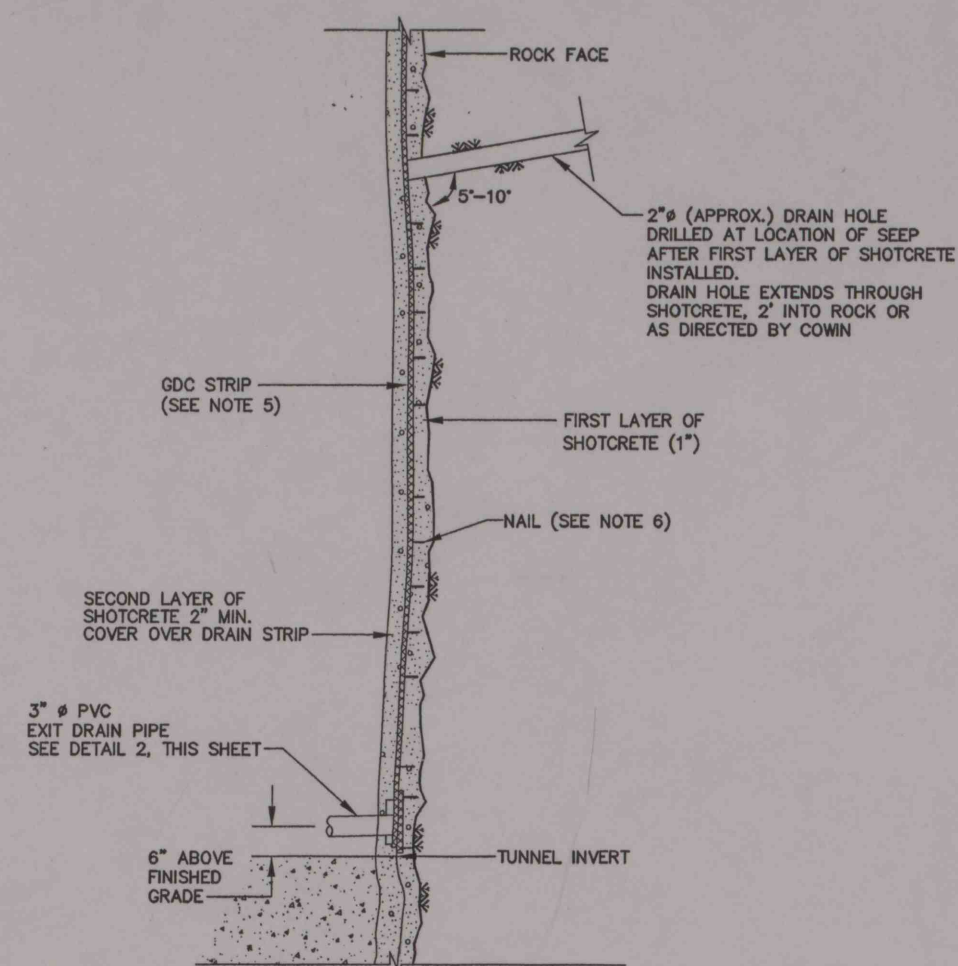 ROCK FACE
5°-10°
2"ø (APPROX.) DRAIN HOLE
DRILLED AT LOCATION OF SEEP
AFTER FIRST LAYER OF SHOTCRETE
INSTALLED.
DRAIN HOLE EXTENDS THROUGH
SHOTCRETE, 2' INTO ROCK OR
AS DIRECTED BY COWIN
GDC STRIP
(SEE NOTE 5)
FIRST LAYER OF
SHOTCRETE (1")
NAIL (SEE NOTE 6)
SECOND LAYER OF
SHOTCRETE 2" MIN.
COVER OVER DRAIN STRIP
3" ø PVC
EXIT DRAIN PIPE
SEE DETAIL 2, THIS SHEET
6" ABOVE
FINISHED
GRADE
TUNNEL INVERT